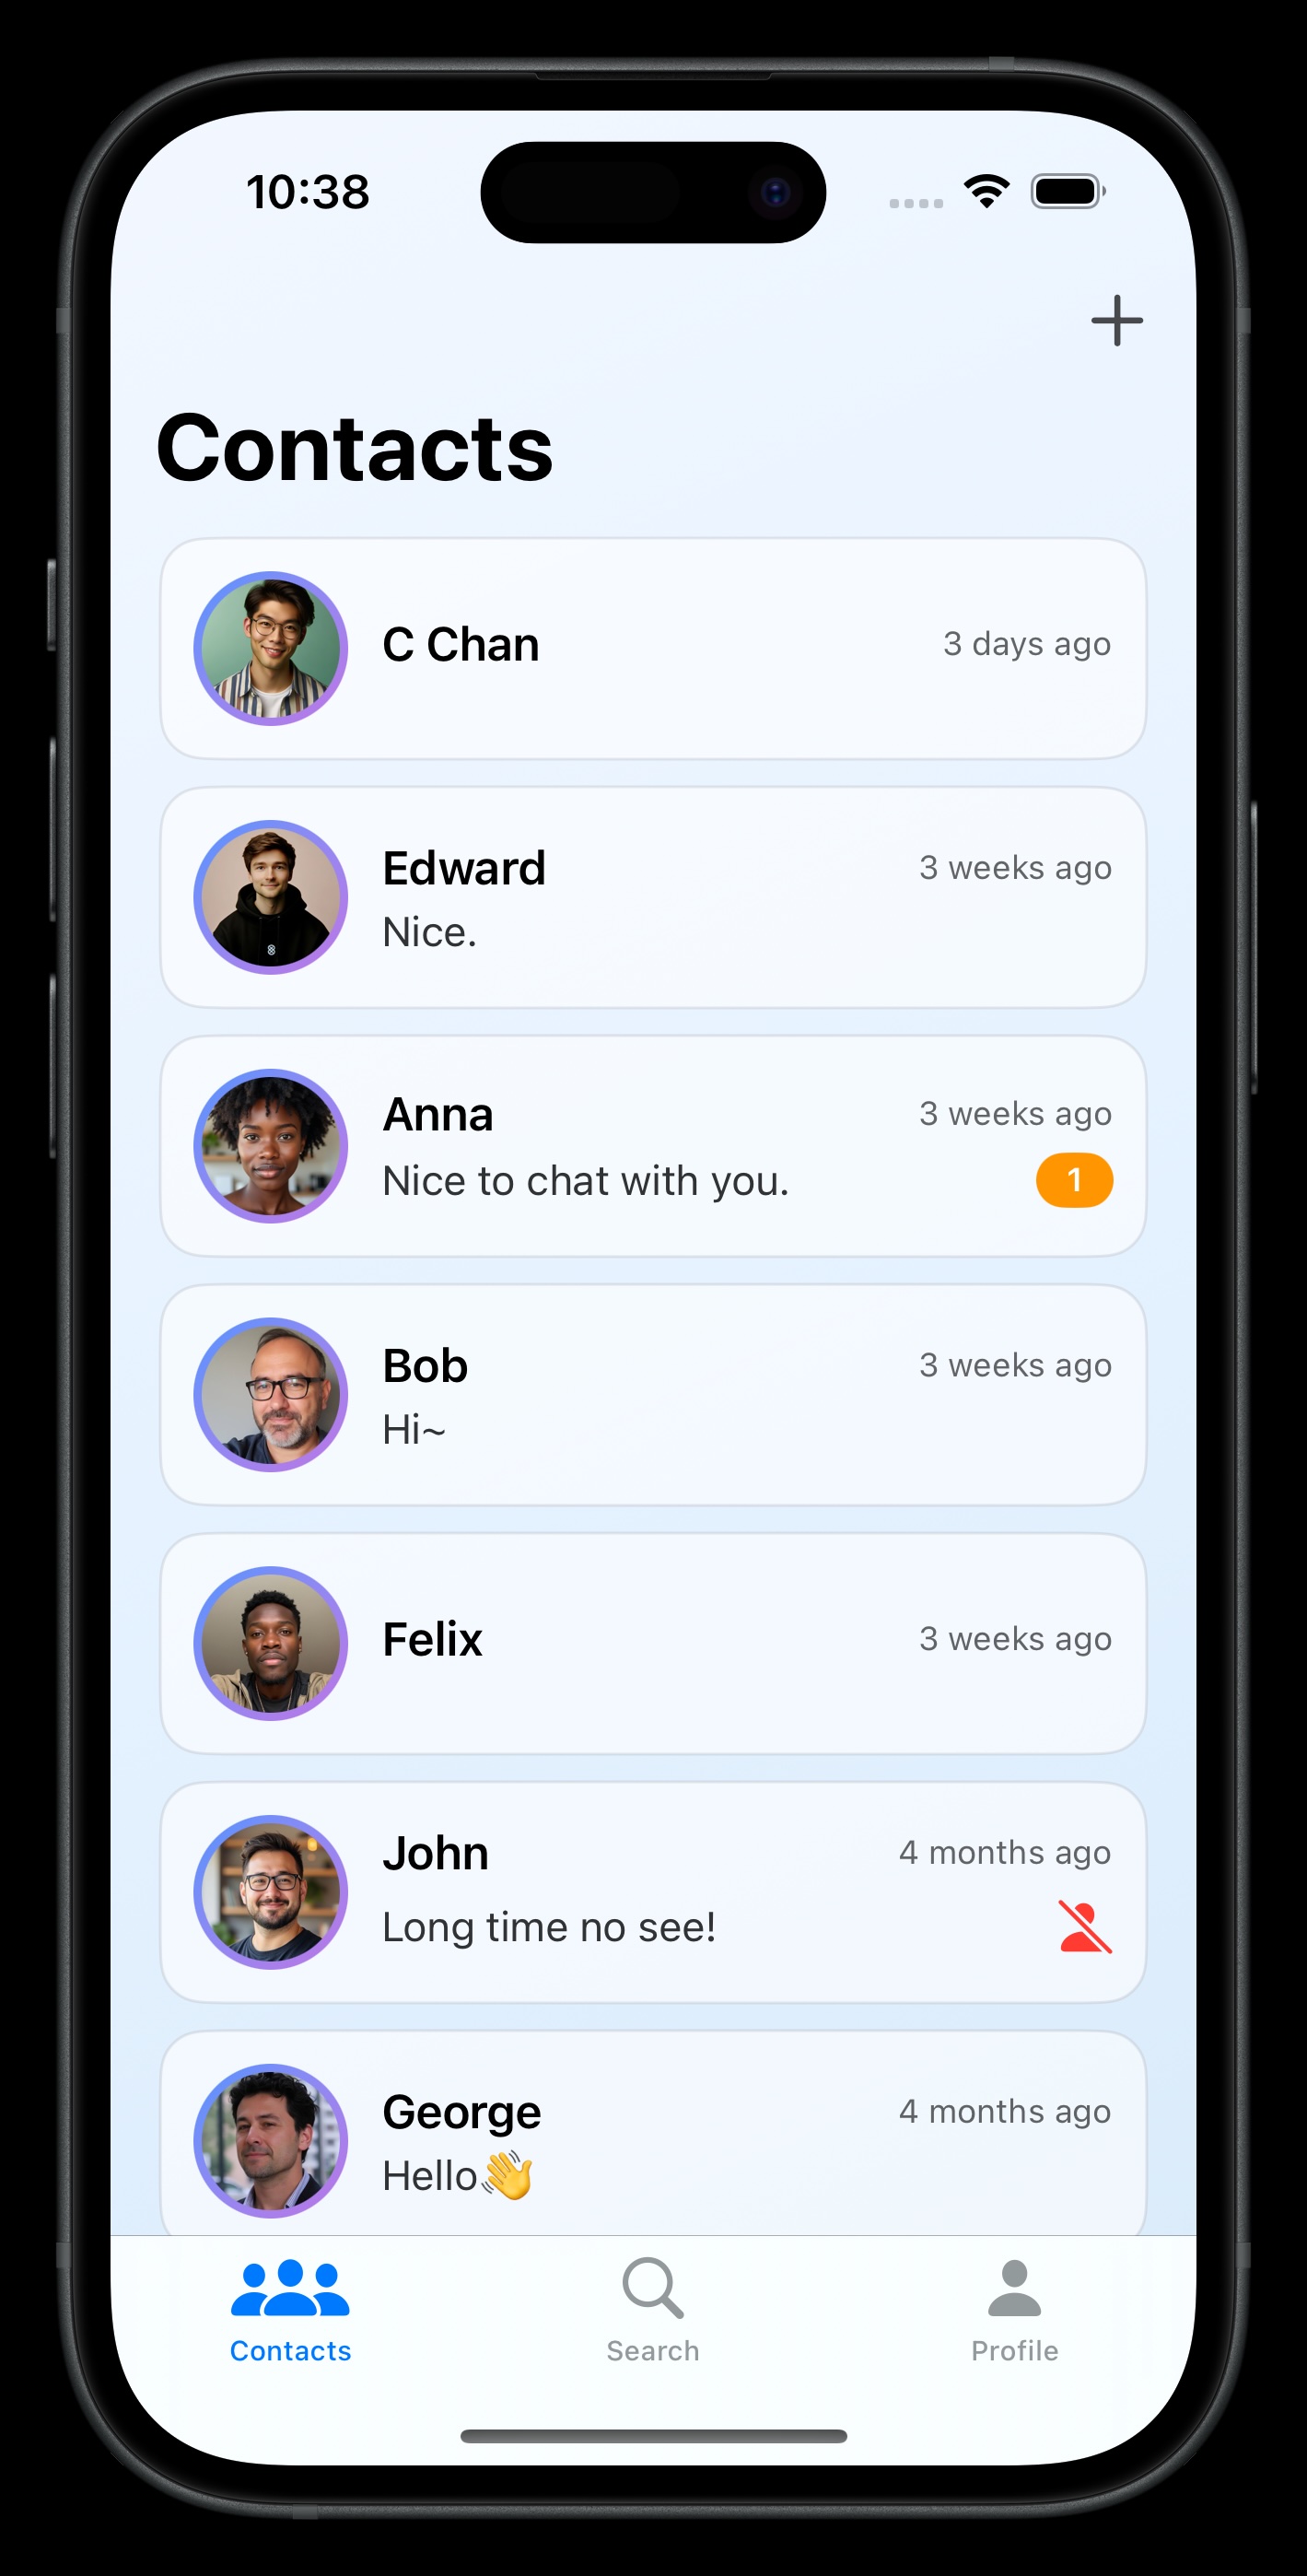 10:38
Contacts
C Chan 3 days ago
Edward 3 weeks ago
Nice.
Anna 3 weeks ago
Nice to chat with you. 1
Bob 3 weeks ago
Hi~
Felix 3 weeks ago
John 4 months ago
Long time no see!
George 4 months ago
Hello👋
Contacts Search Profile